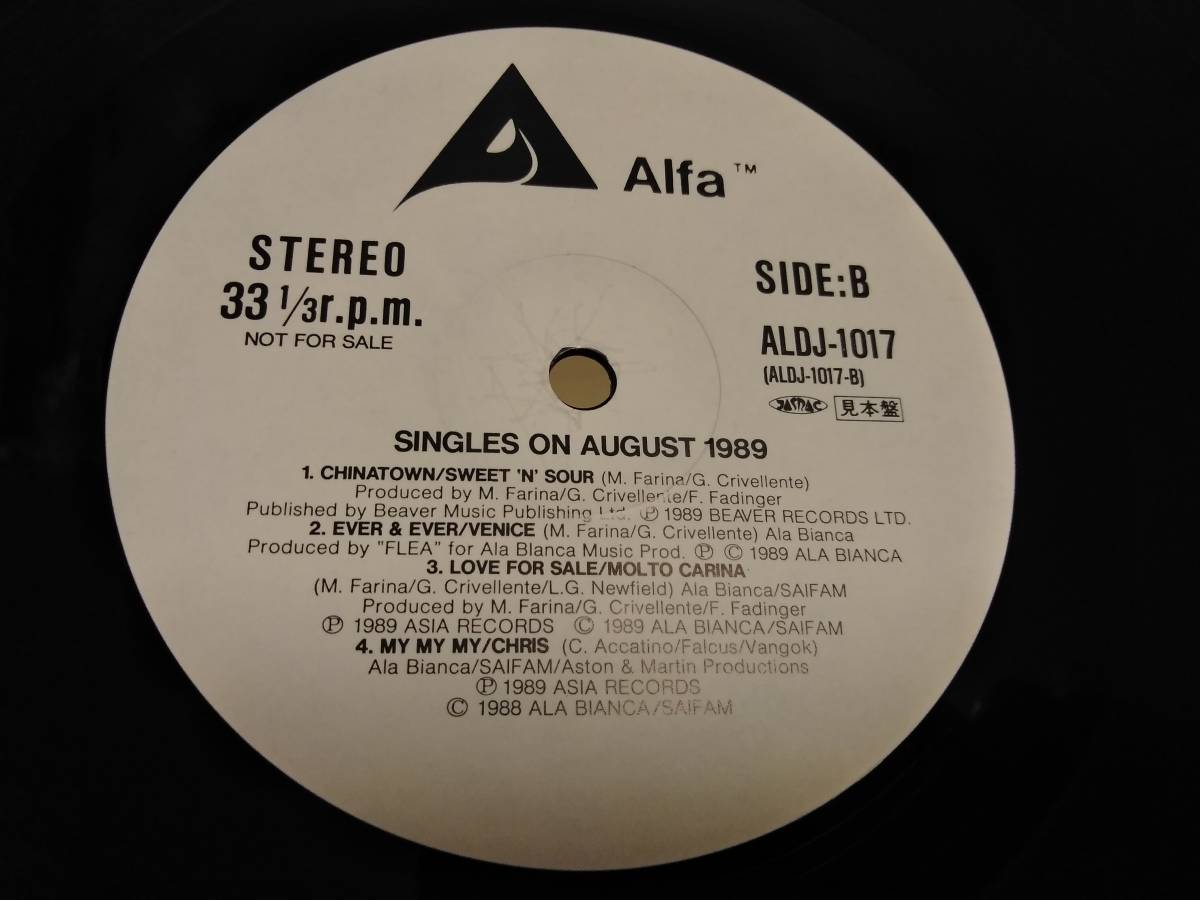 Alfa™
STEREO
33 1/3 r.p.m.
NOT FOR SALE
SIDE:B
ALDJ-1017
(ALDJ-1017-B)
JASRAC 見本盤
SINGLES ON AUGUST 1989
1. CHINATOWN/SWEET 'N' SOUR (M. Farina/G. Crivellente)
Produced by M. Farina/G. Crivellente/F. Fadinger
Published by Beaver Music Publishing Ltd. Ⓟ 1989 BEAVER RECORDS LTD.
2. EVER & EVER/VENICE (M. Farina/G. Crivellente) Ala Bianca
Produced by "FLEA" for Ala Bianca Music Prod. Ⓟ © 1989 ALA BIANCA
3. LOVE FOR SALE/MOLTO CARINA
(M. Farina/G. Crivellente/L.G. Newfield) Ala Bianca/SAIFAM
Produced by M. Farina/G. Crivellente/F. Fadinger
Ⓟ 1989 ASIA RECORDS © 1989 ALA BIANCA/SAIFAM
4. MY MY MY/CHRIS (C. Accatino/Falcus/Vangok)
Ala Bianca/SAIFAM/Aston & Martin Productions
Ⓟ 1989 ASIA RECORDS
© 1988 ALA BIANCA/SAIFAM